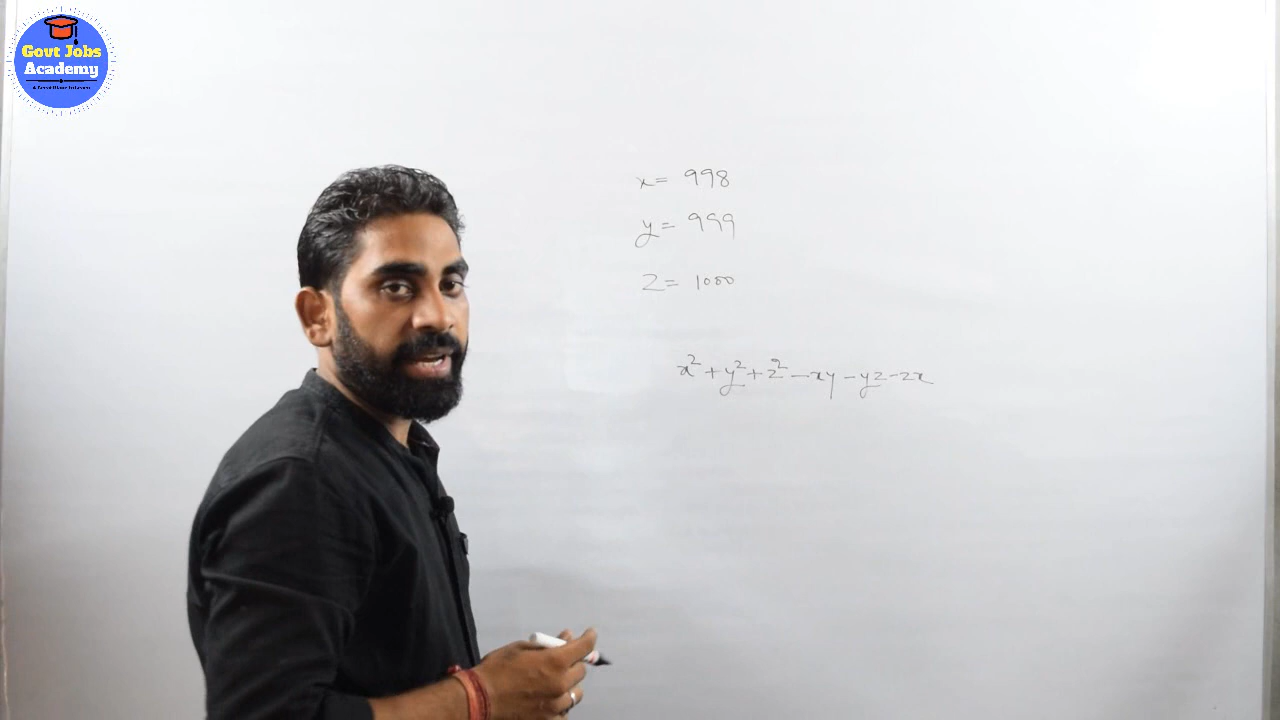 Govt Jobs
Academy
x = 998
y = 999
z = 1000
x² + y² + z² - xy - yz - zx